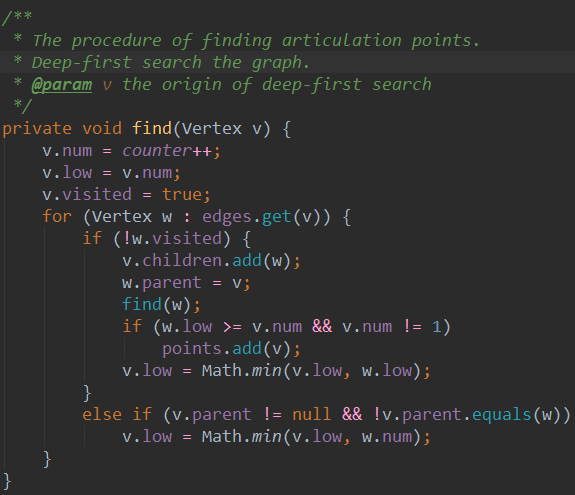 /**
 * The procedure of finding articulation points.
 * Deep-first search the graph.
 * @param v the origin of deep-first search
 */
private void find(Vertex v) {
    v.num = counter++;
    v.low = v.num;
    v.visited = true;
    for (Vertex w : edges.get(v)) {
        if (!w.visited) {
            v.children.add(w);
            w.parent = v;
            find(w);
            if (w.low >= v.num && v.num != 1)
                points.add(v);
            v.low = Math.min(v.low, w.low);
        }
        else if (v.parent != null && !v.parent.equals(w))
            v.low = Math.min(v.low, w.num);
    }
}